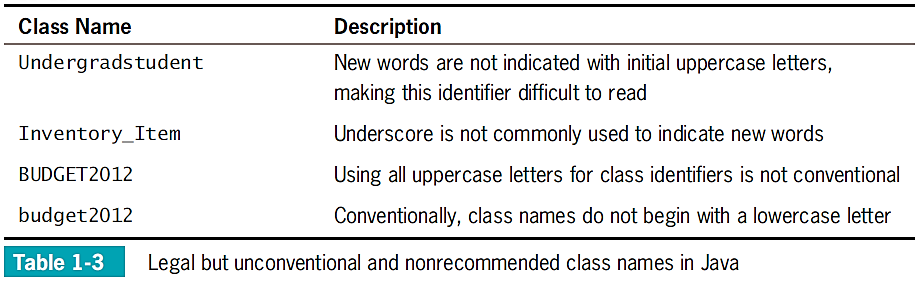 Class Name Description
Undergradstudent New words are not indicated with initial uppercase letters,
making this identifier difficult to read
Inventory_Item Underscore is not commonly used to indicate new words
BUDGET2012 Using all uppercase letters for class identifiers is not conventional
budget2012 Conventionally, class names do not begin with a lowercase letter
Table 1-3 Legal but unconventional and nonrecommended class names in Java